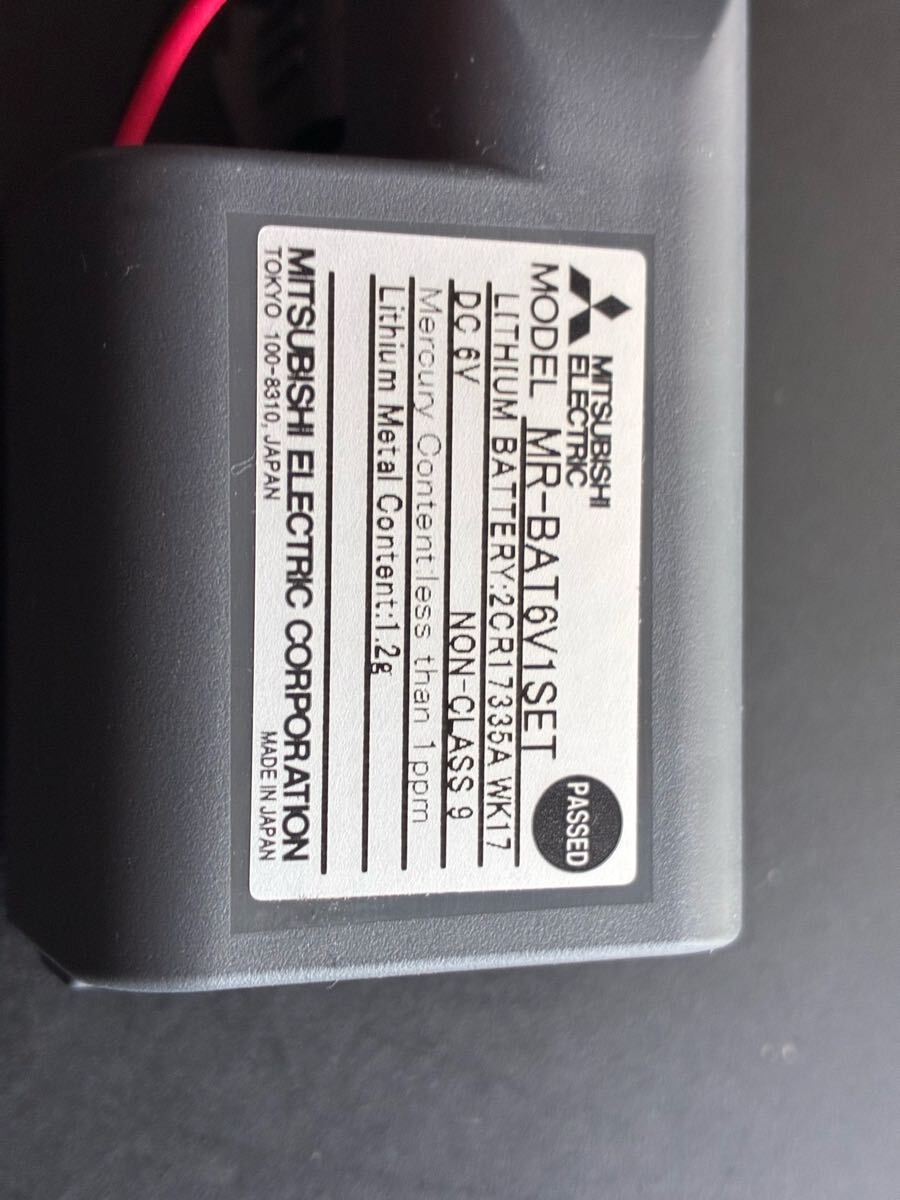 MITSUBISHI
ELECTRIC
PASSED
MODEL MR-BAT6V1SET
LITHIUM BATTERY:2CR17335A WK17
DC 6V NON-CLASS 9
Mercury Content:less than 1ppm
Lithium Metal Content:1.2g
MITSUBISHI ELECTRIC CORPORATION
TOKYO 100-8310, JAPAN MADE IN JAPAN